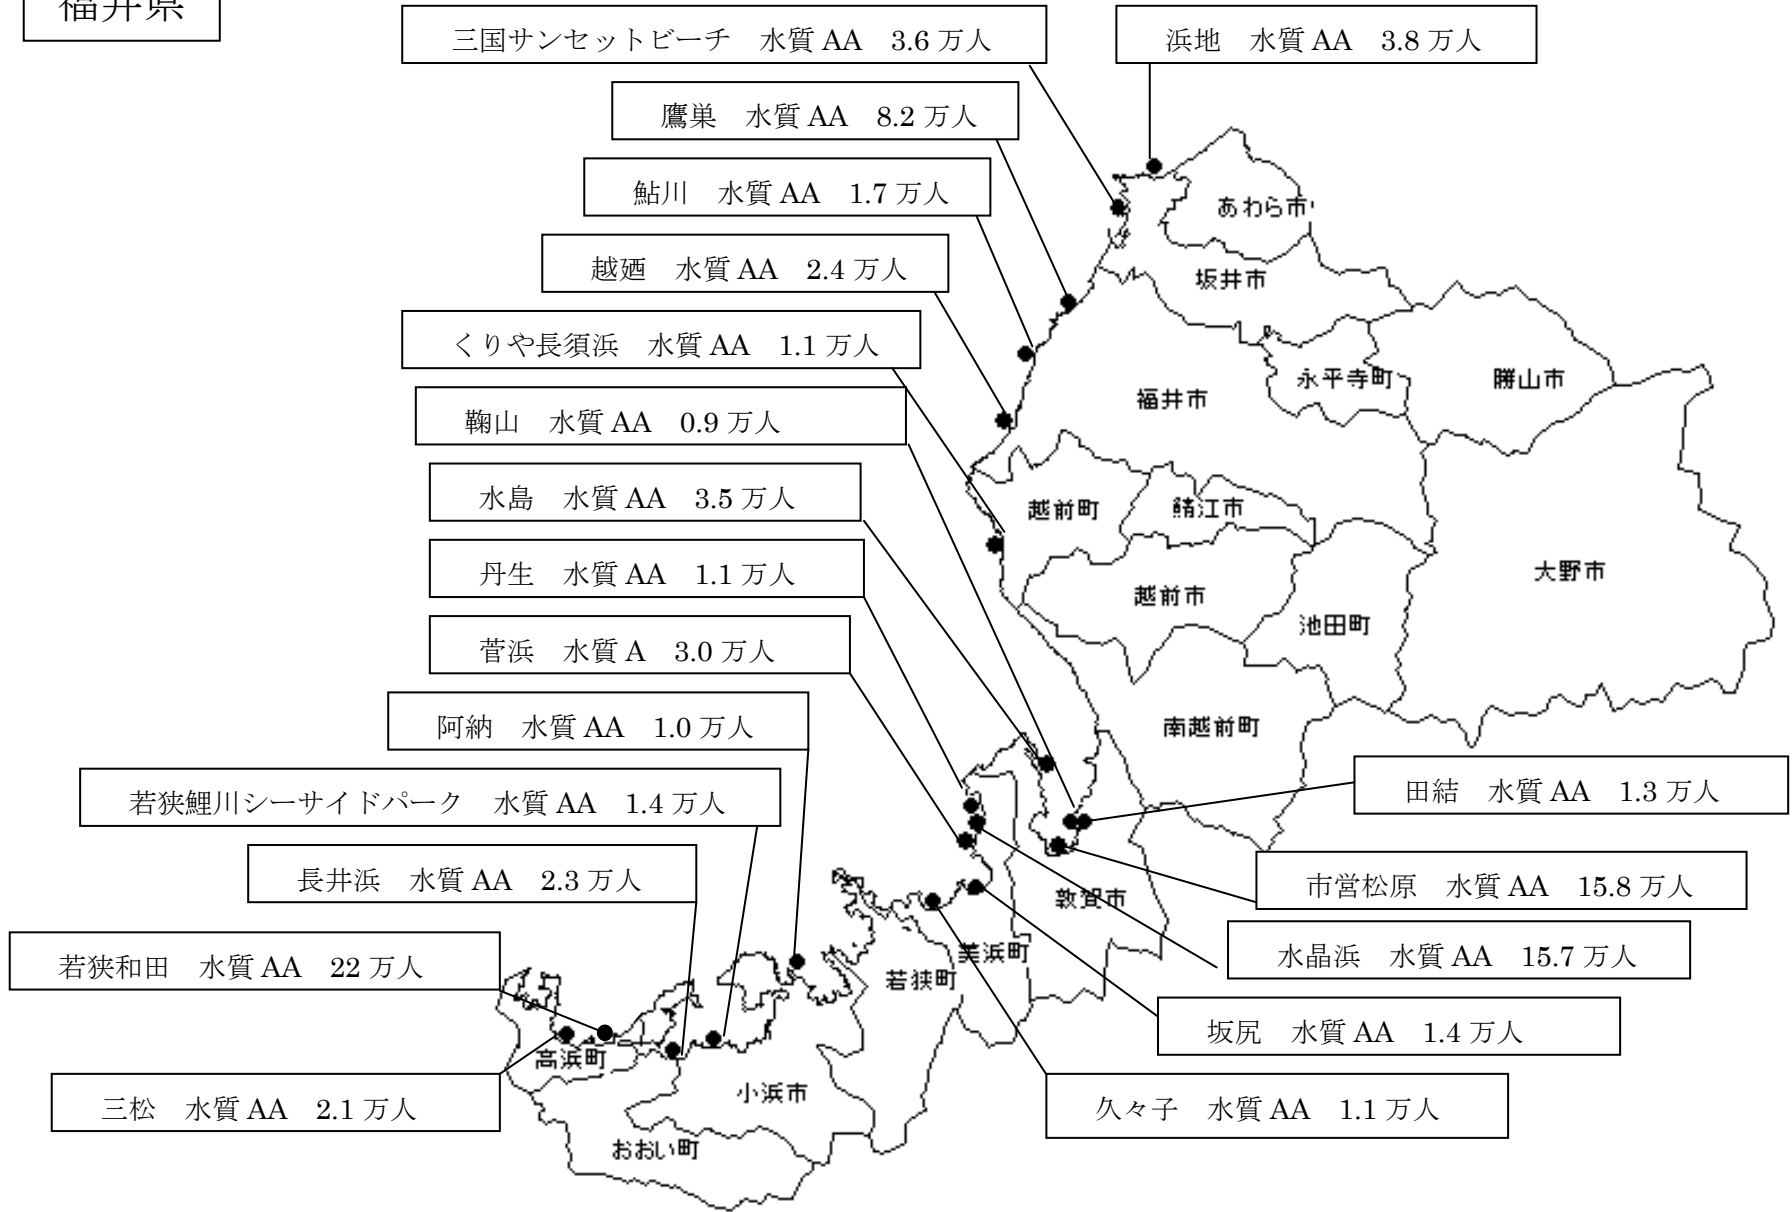 福井県
三国サンセットビーチ　水質 AA　3.6 万人
浜地　水質 AA　3.8 万人
鷹巣　水質 AA　8.2 万人
鮎川　水質 AA　1.7 万人
越廼　水質 AA　2.4 万人
くりや長須浜　水質 AA　1.1 万人
鞠山　水質 AA　0.9 万人
水島　水質 AA　3.5 万人
丹生　水質 AA　1.1 万人
菅浜　水質 A　3.0 万人
阿納　水質 AA　1.0 万人
若狭鯉川シーサイドパーク　水質 AA　1.4 万人
長井浜　水質 AA　2.3 万人
若狭和田　水質 AA　22 万人
三松　水質 AA　2.1 万人
田結　水質 AA　1.3 万人
市営松原　水質 AA　15.8 万人
水晶浜　水質 AA　15.7 万人
坂尻　水質 AA　1.4 万人
久々子　水質 AA　1.1 万人
あわら市
坂井市
永平寺町
勝山市
福井市
越前町
鯖江市
大野市
越前市
池田町
南越前町
敦賀市
美浜町
若狭町
高浜町
小浜市
おおい町